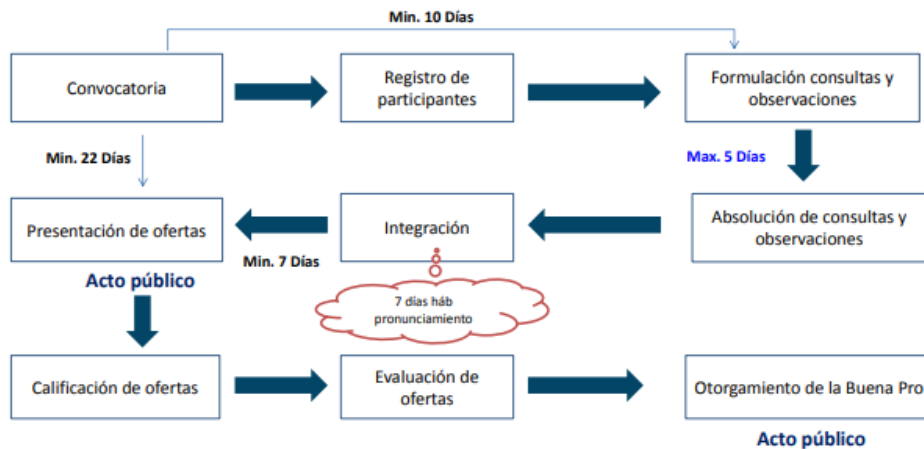 Min. 10 Días
Convocatoria
Registro de
participantes
Formulación consultas y
observaciones
Min. 22 Días
Max. 5 Días
Presentación de ofertas
Integración
Absolución de consultas y
observaciones
Min. 7 Días
Acto público
7 días háb
pronunciamiento
Calificación de ofertas
Evaluación de
ofertas
Otorgamiento de la Buena Pro
Acto público